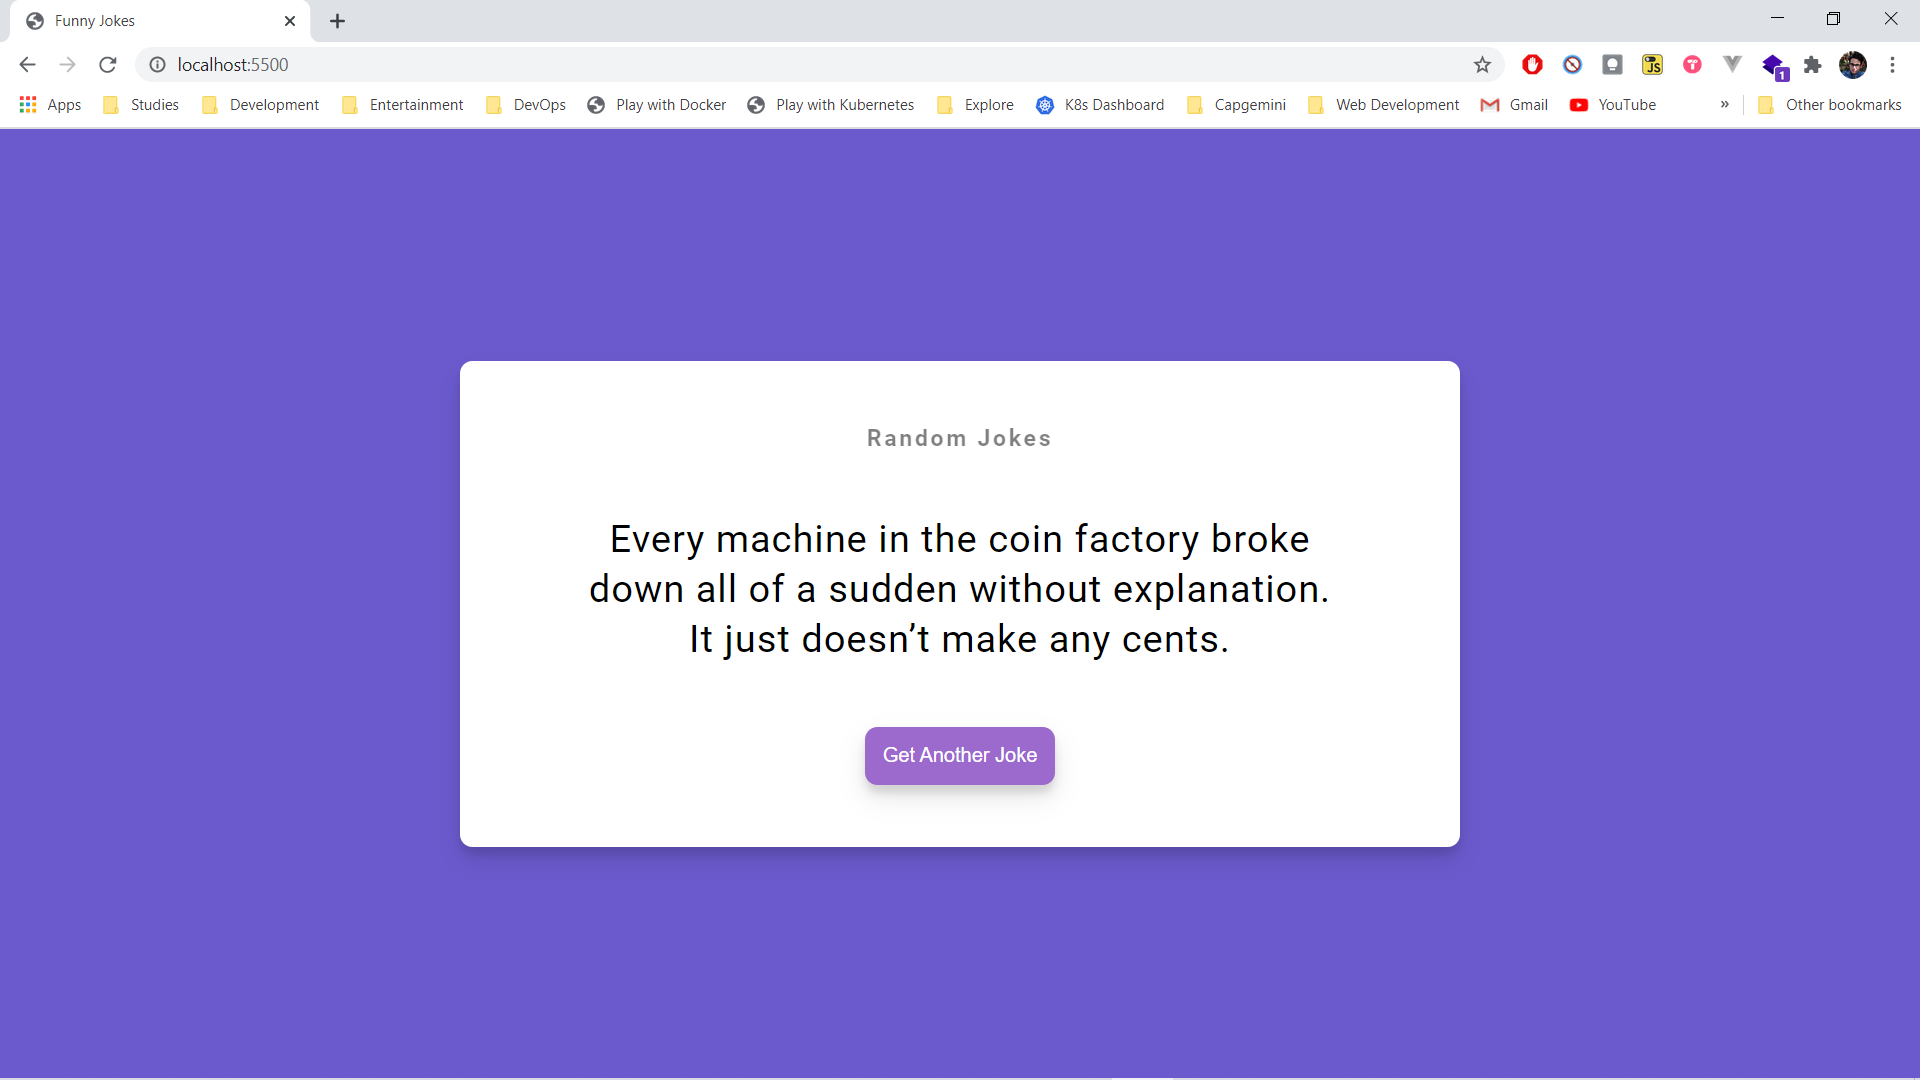 Funny Jokes
localhost:5500
JS
1
Apps Studies Development Entertainment DevOps Play with Docker Play with Kubernetes Explore K8s Dashboard Capgemini Web Development Gmail YouTube » Other bookmarks
Random Jokes
Every machine in the coin factory broke
down all of a sudden without explanation.
It just doesn’t make any cents.
Get Another Joke